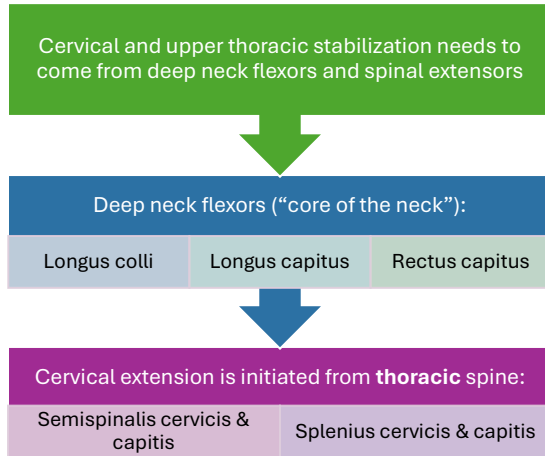 Cervical and upper thoracic stabilization needs to
come from deep neck flexors and spinal extensors
Deep neck flexors (“core of the neck”):
Longus colli
Longus capitus
Rectus capitus
Cervical extension is initiated from thoracic spine:
Semispinalis cervicis &
capitis
Splenius cervicis & capitis